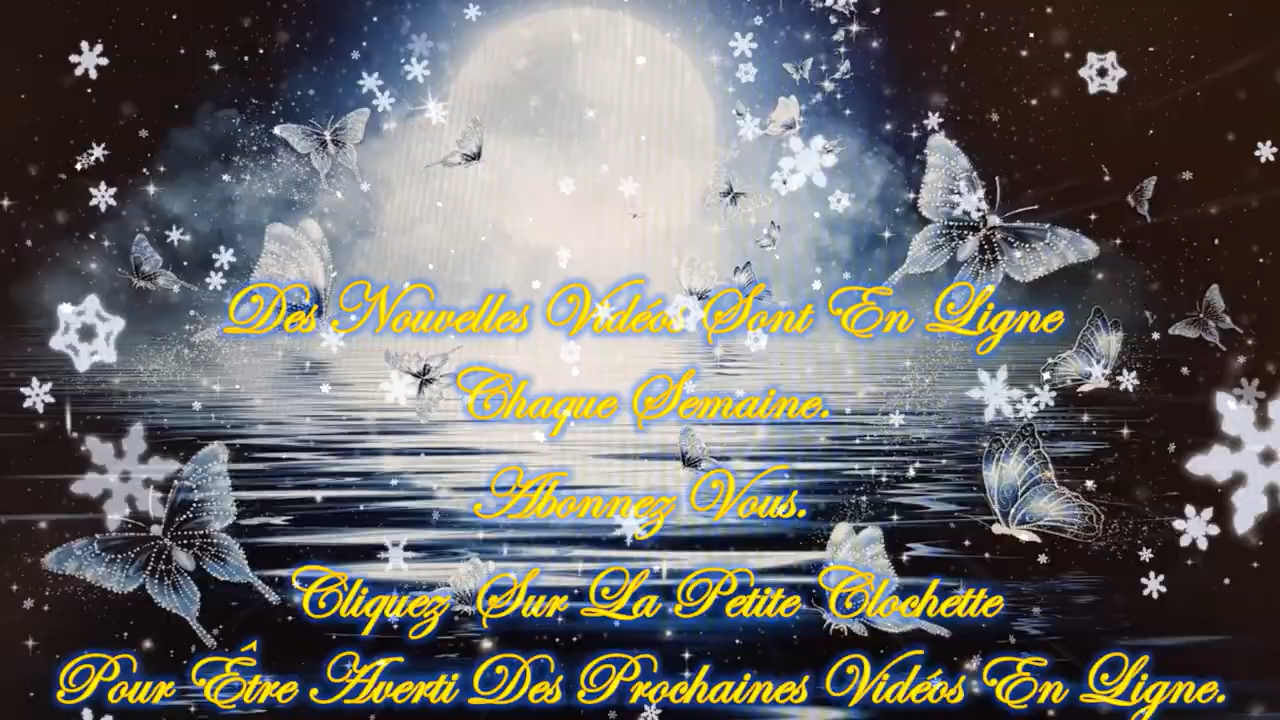 Des Nouvelles Vidéos Sont En Ligne
Chaque Semaine.
Abonnez Vous.
Cliquez Sur La Petite Clochette
Pour Être Averti Des Prochaines Vidéos En Ligne.